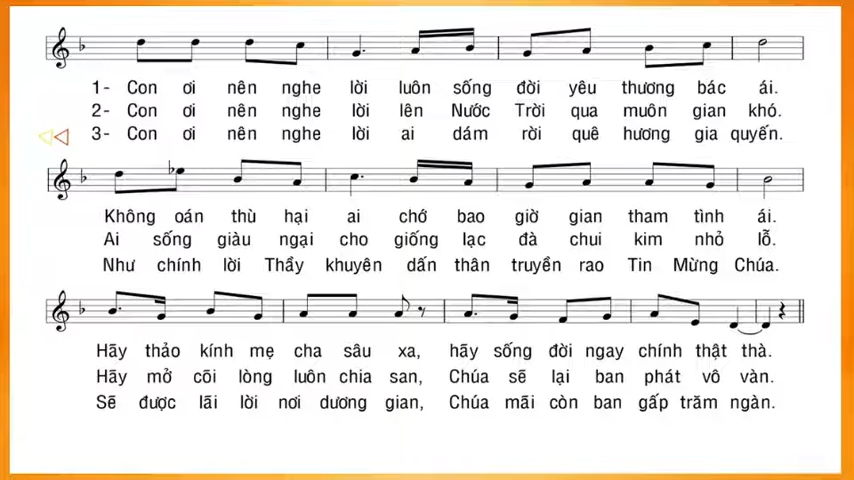 1- Con ơi nên nghe lời luôn sống đời yêu thương bác ái.
2- Con ơi nên nghe lời lên Nước Trời qua muôn gian khó.
3- Con ơi nên nghe lời ai dám rời quê hương gia quyến.
Không oán thù hại ai chớ bao giờ gian tham tình ái.
Ai sống giàu ngại cho giống lạc đà chui kim nhỏ lỗ.
Như chính lời Thầy khuyên dấn thân truyền rao Tin Mừng Chúa.
Hãy thảo kính mẹ cha sâu xa, hãy sống đời ngay chính thật thà.
Hãy mở cõi lòng luôn chia san, Chúa sẽ lại ban phát vô vàn.
Sẽ được lãi lời nơi dương gian, Chúa mãi còn ban gấp trăm ngàn.